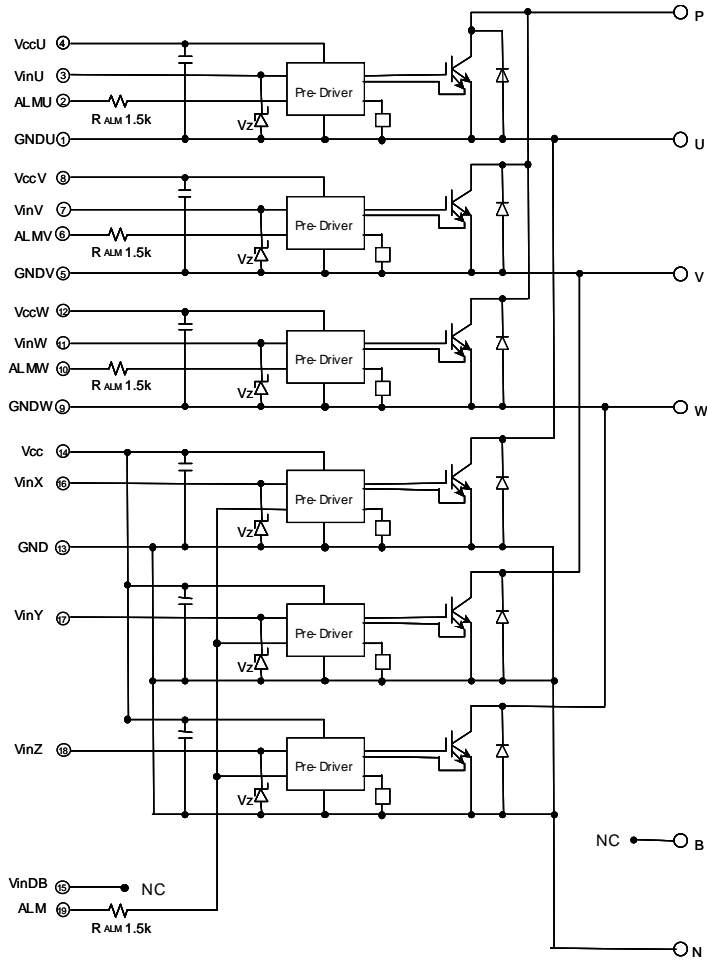 P
VccU 4
VinU 3
Pre-Driver
ALMU 2
R ALM 1.5k
Vz
GNDU 1
U
VccV 8
VinV 7
Pre-Driver
ALMV 6
R ALM 1.5k
Vz
GNDV 5
V
VccW 12
VinW 11
Pre-Driver
ALMW 10
R ALM 1.5k
Vz
GNDW 9
W
Vcc 14
VinX 16
Pre-Driver
Vz
GND 13
VinY 17
Pre-Driver
Vz
VinZ 18
Pre-Driver
Vz
NC B
VinDB 15 NC
ALM 19
R ALM 1.5k
N